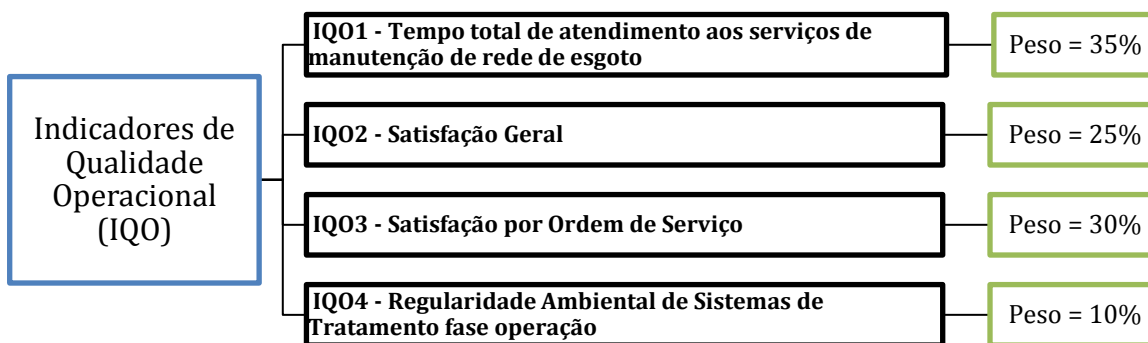 Indicadores de
Qualidade
Operacional
(IQO)
IQO1 - Tempo total de atendimento aos serviços de
manutenção de rede de esgoto
Peso = 35%
IQO2 - Satisfação Geral
Peso = 25%
IQO3 - Satisfação por Ordem de Serviço
Peso = 30%
IQO4 - Regularidade Ambiental de Sistemas de
Tratamento fase operação
Peso = 10%